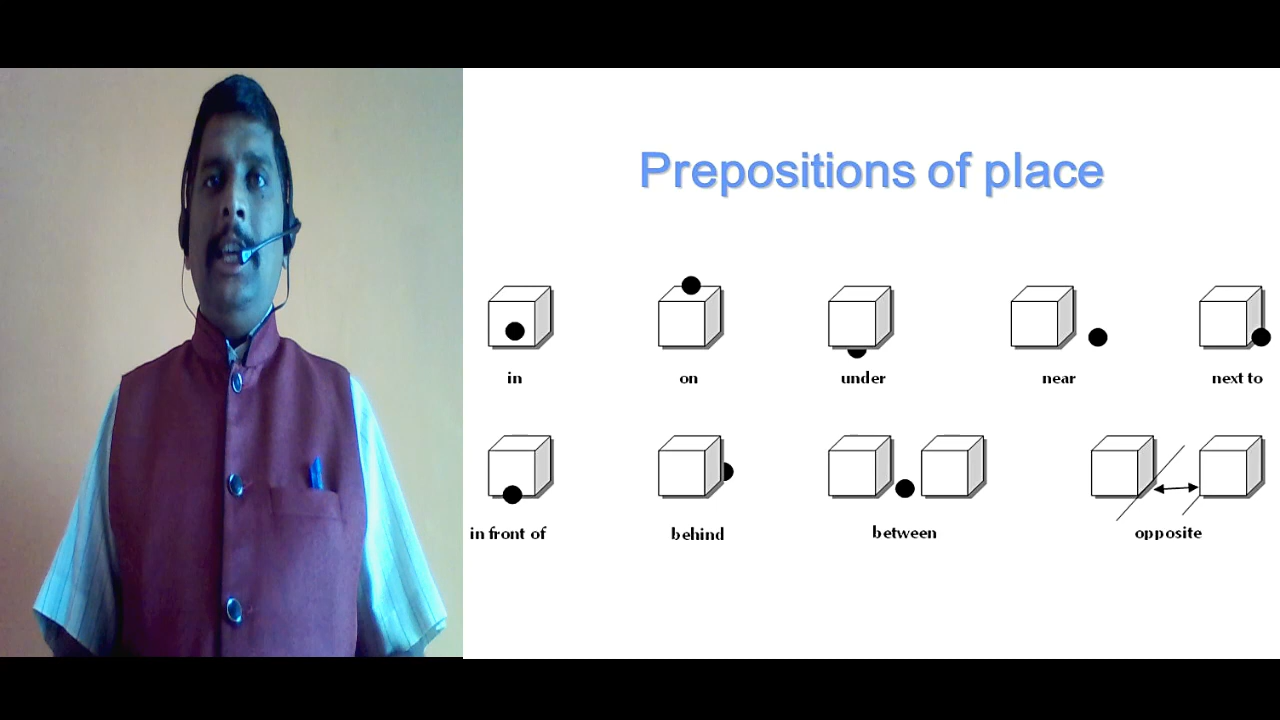 Prepositions of place
in on under near next to
in front of behind between opposite